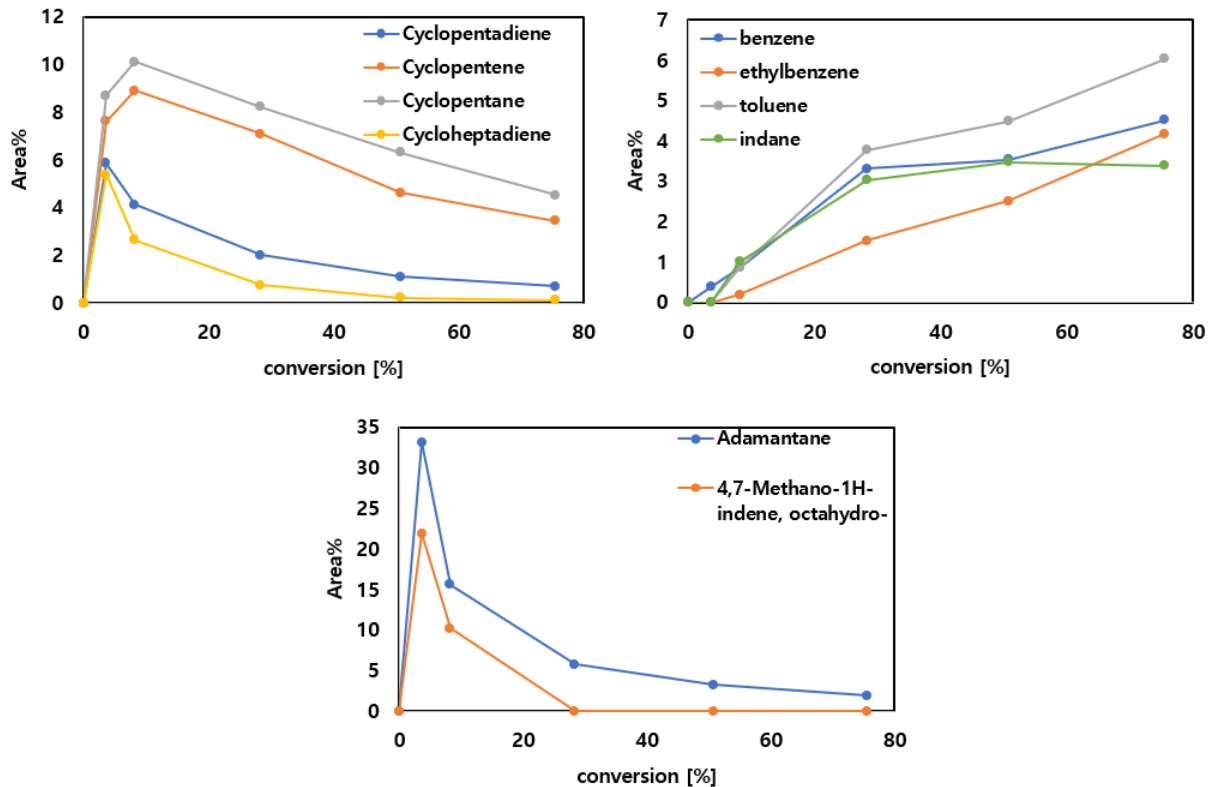 12
10
8
6
4
2
0
Area%
0
20
40
60
80
conversion [%]
Cyclopentadiene
Cyclopentene
Cyclopentane
Cycloheptadiene
7
6
5
4
3
2
1
0
Area%
0
20
40
60
80
conversion [%]
benzene
ethylbenzene
toluene
indane
35
30
25
20
15
10
5
0
Area%
0
20
40
60
80
conversion [%]
Adamantane
4,7-Methano-1H-
indene, octahydro-